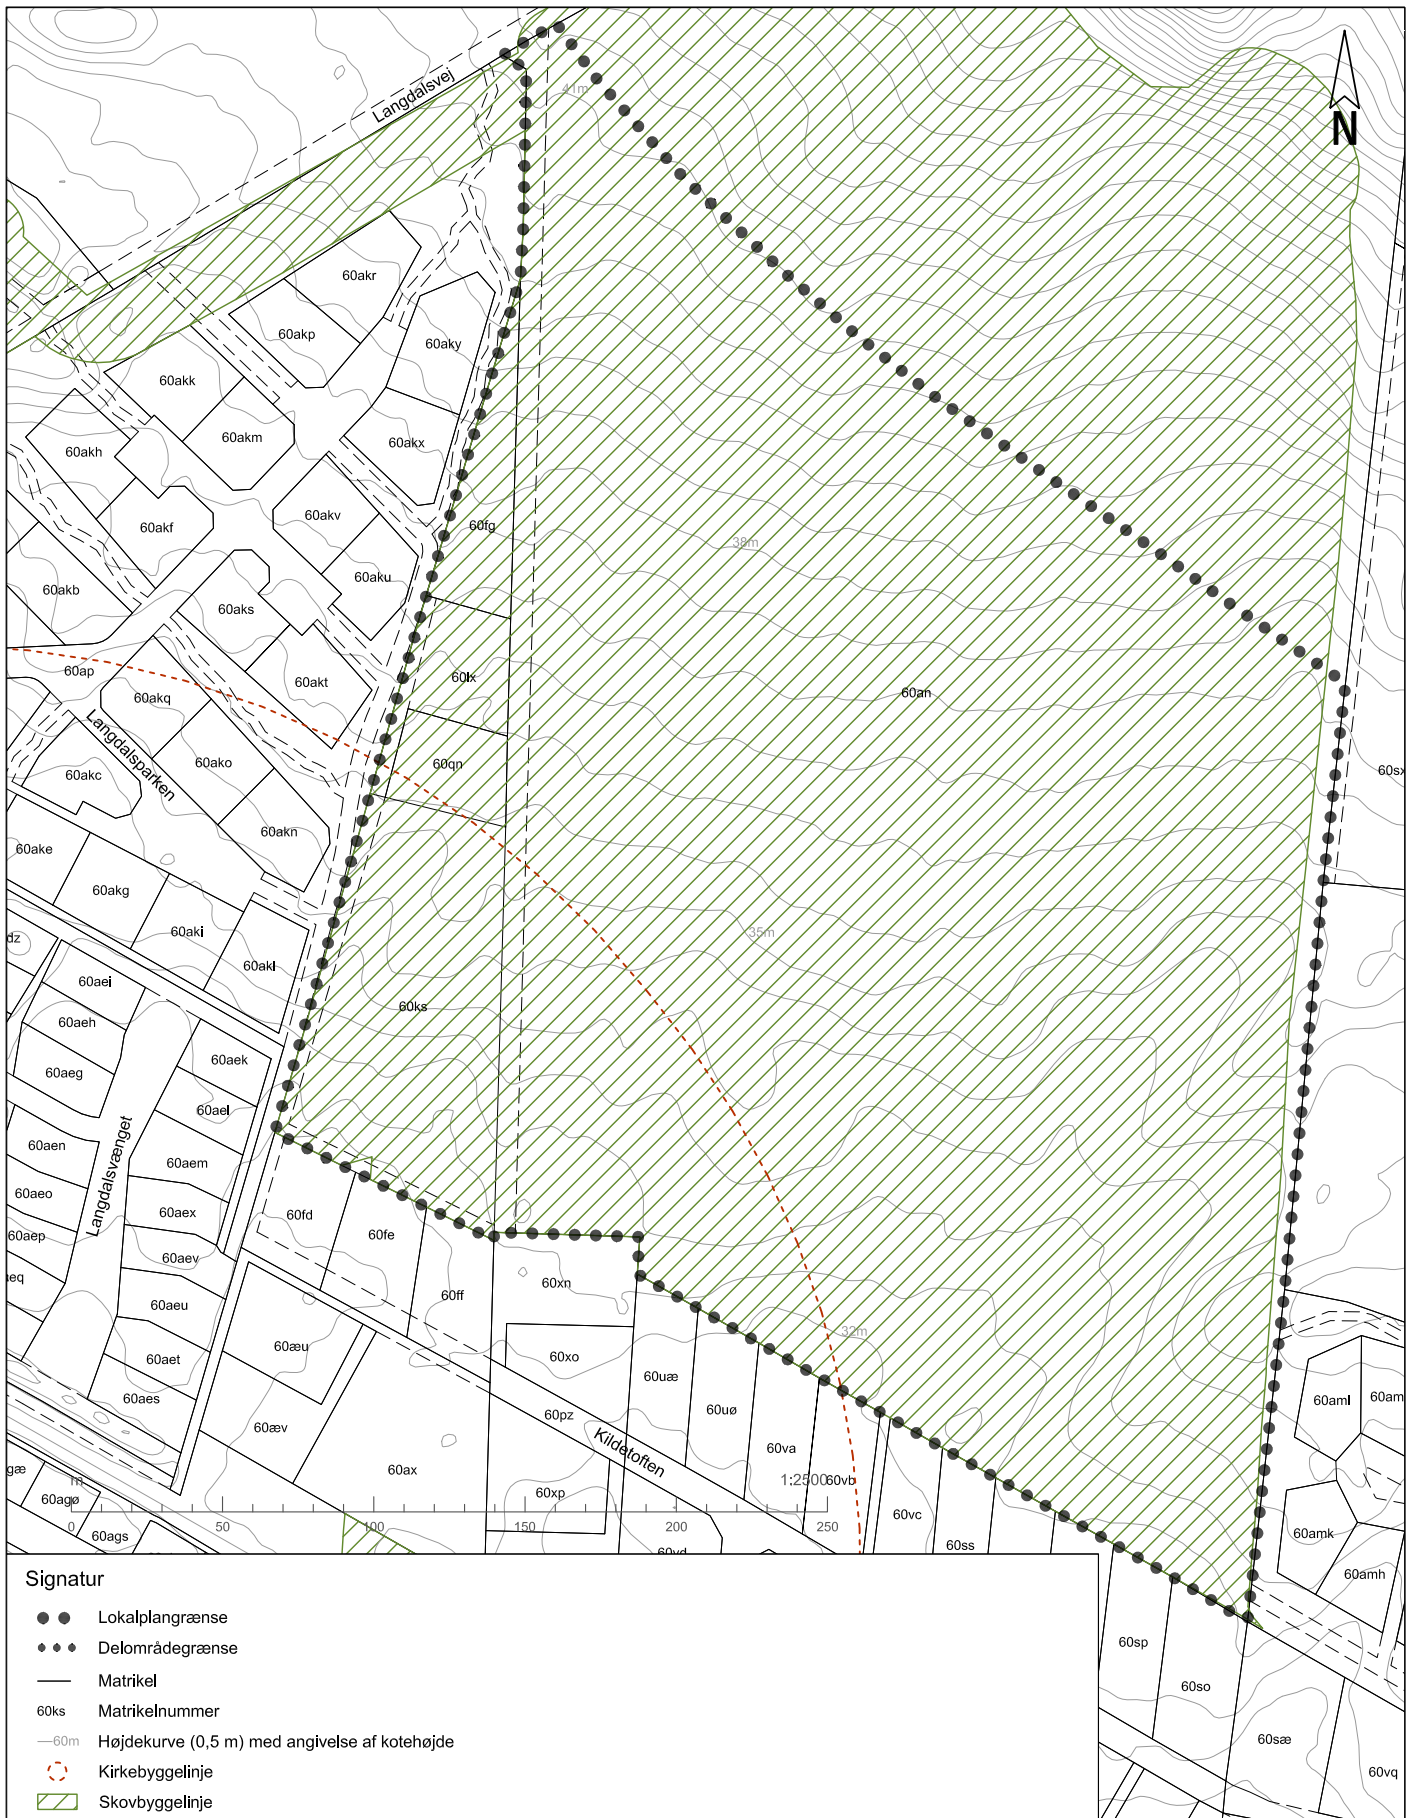 Langdalsvej
41m
N
60akr
60akp
60aky
60akk
60akm
60akx
60akh
60akv
60akf
60fg
38m
60akb
60aku
60aks
60ap
60akt
60lx
60akq
60an
Langdalsparken
60ako
60qn
60sx
60akc
60akn
60ake
60akg
60aki
35m
dz
60akl
60aei
60ks
60aeh
60aek
60aeg
60ael
60aen
60aem
Langdalsvænget
60aeo
60aex
60fd
60fe
60aep
60aev
60xn
60ff
60aeu
32m
60æu
60xo
60uæ
60aet
60aml
60am
60aes
60uø
60pz
60æv
60va
Kildetoften
60ax
1:2500
60vb
gæ
m
60xp
60agø
60vc
0 50 100 150 200 250
60ags
60amk
60ss
60amh
60sp
60so
60sæ
60vq
Signatur
Lokalplangrænse
Delområdegrænse
Matrikel
60ks Matrikelnummer
60m Højdekurve (0,5 m) med angivelse af kotehøjde
Kirkebyggelinje
Skovbyggelinje